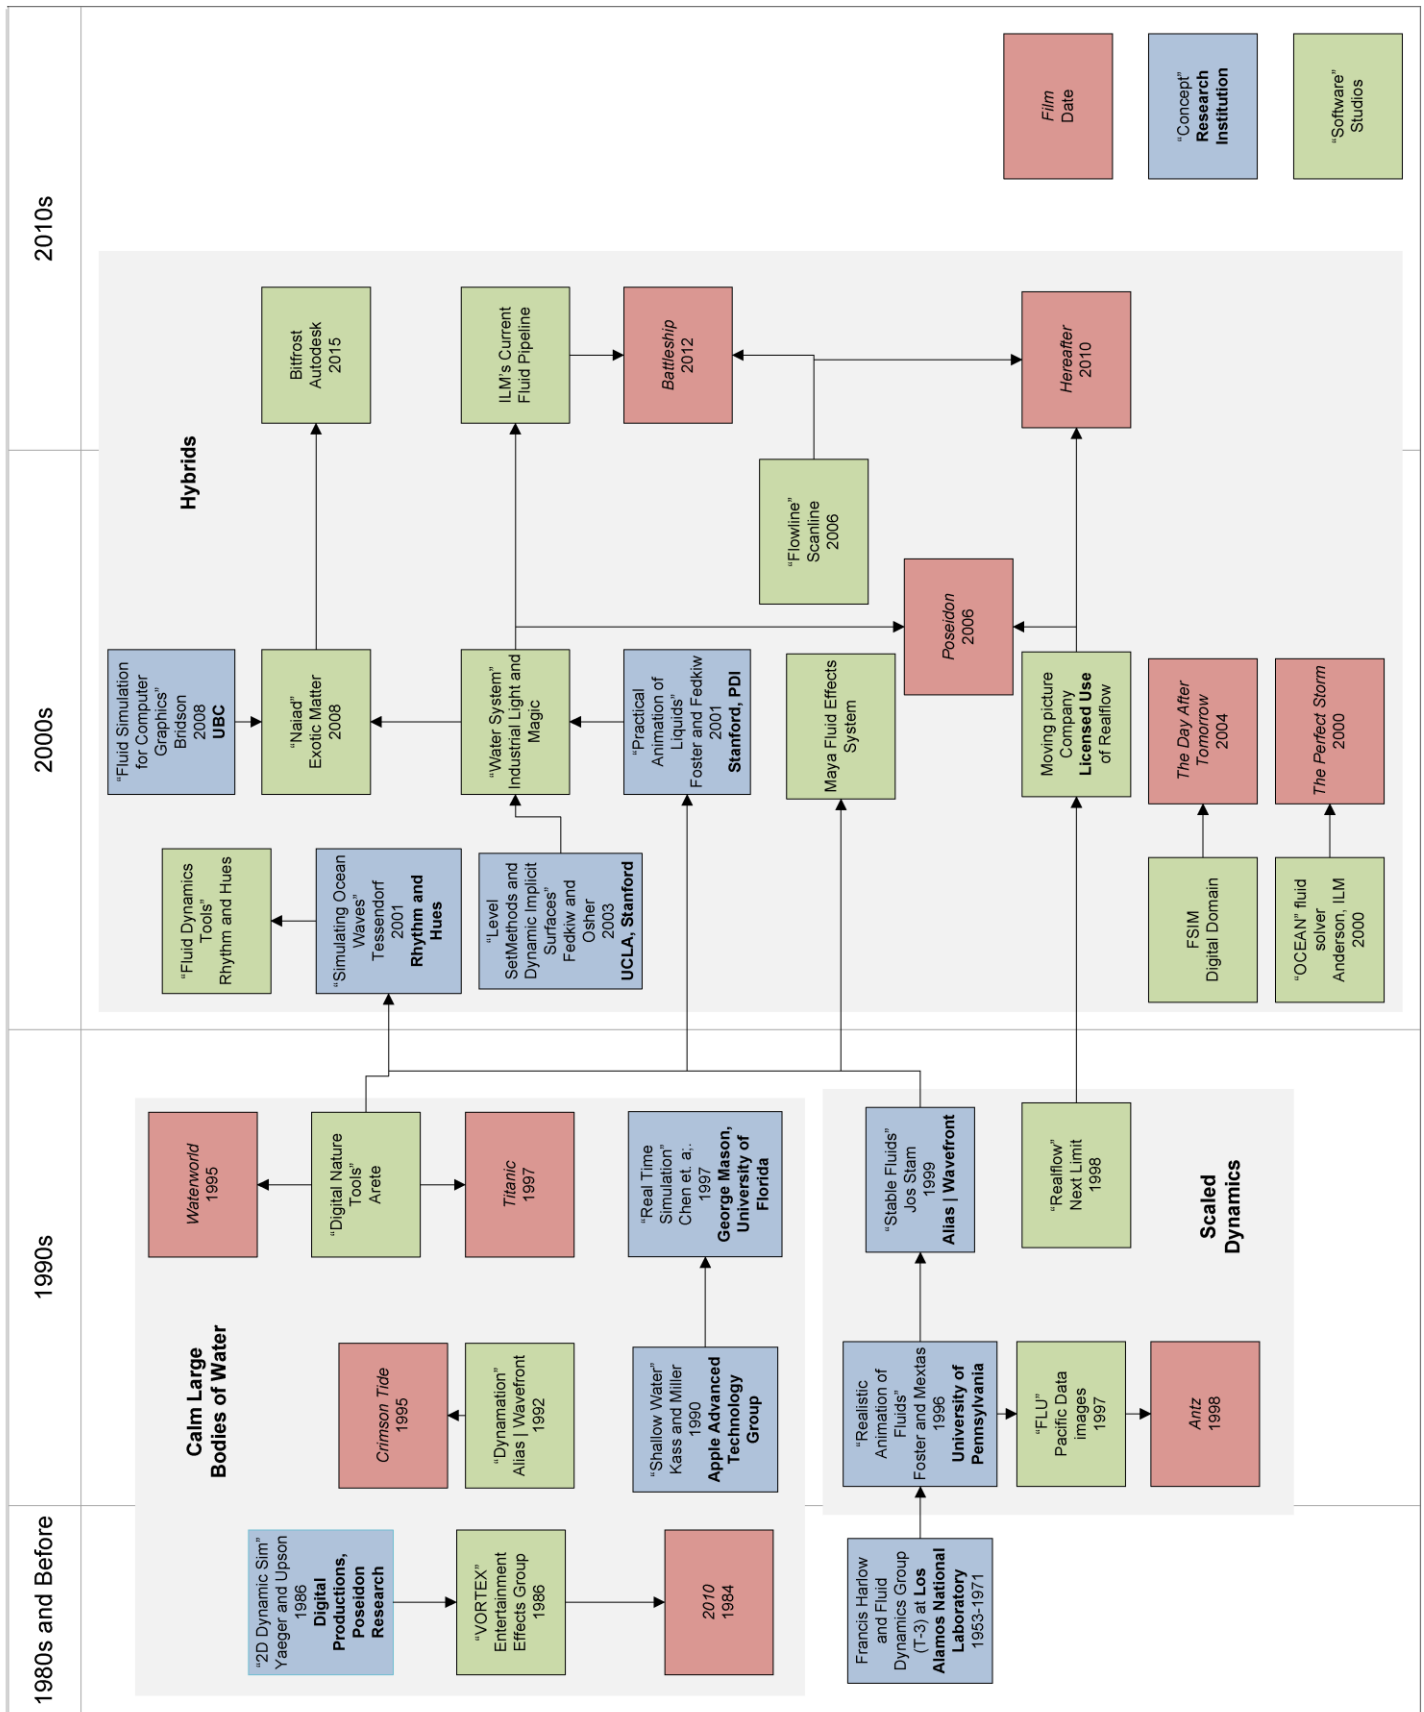 1980s and Before
1990s
2000s
2010s
Calm Large
Bodies of Water
“2D Dynamic Sim”
Yaeger and Upson
1986
Digital
Productions,
Poseidon
Research
“VORTEX”
Entertainment
Effects Group
1986
2010
1984
Crimson Tide
1995
“Dynamation”
Alias | Wavefront
1992
“Shallow Water”
Kass and Miller
1990
Apple Advanced
Technology
Group
Waterworld
1995
“Digital Nature
Tools”
Arete
Titanic
1997
“Real Time
Simulation”
Chen et. a;.
1997
George Mason,
University of
Florida
Francis Harlow
and Fluid
Dynamics Group
(T-3) at Los
Alamos National
Laboratory
1953-1971
“Realistic
Animation of
Fluids”
Foster and Mextas
1996
University of
Pennsylvania
“FLU”
Pacific Data
images
1997
Antz
1998
“Stable Fluids”
Jos Stam
1999
Alias | Wavefront
“Realflow”
Next Limit
1998
Scaled
Dynamics
Hybrids
“Fluid Dynamics
Tools”
Rhythm and Hues
“Simulating Ocean
Waves”
Tessendorf
2001
Rhythm and
Hues
“Level
SetMethods and
Dynamic Implicit
Surfaces”
Fedkiw and
Osher
2003
UCLA, Stanford
FSIM
Digital Domain
“OCEAN” fluid
solver
Anderson, ILM
2000
“Fluid Simulation
for Computer
Graphics”
Bridson
2008
UBC
“Naiad”
Exotic Matter
2008
“Water System”
Industrial Light and
Magic
“Practical
Animation of
Liquids”
Foster and Fedkiw
2001
Stanford, PDI
Maya Fluid Effects
System
Poseidon
2006
Moving picture
Company
Licensed Use
of Realflow
The Day After
Tomorrow
2004
The Perfect Storm
2000
“Flowline”
Scanline
2006
Bitfrost
Autodesk
2015
ILM’s Current
Fluid Pipeline
Battleship
2012
Hereafter
2010
Film
Date
“Concept”
Research
Institution
“Software”
Studios